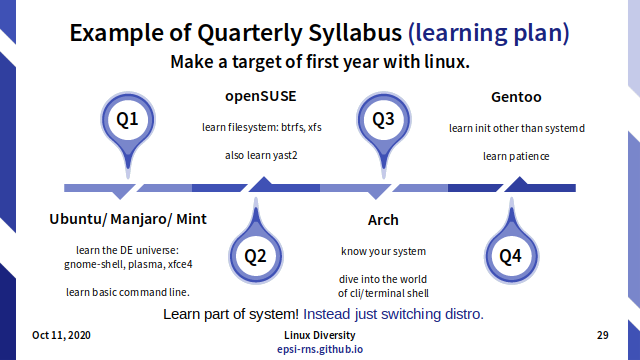 Example of Quarterly Syllabus (learning plan)
Make a target of first year with linux.
Q1
Ubuntu/ Manjaro/ Mint
learn the DE universe:
gnome-shell, plasma, xfce4
learn basic command line.
openSUSE
learn filesystem: btrfs, xfs
also learn yast2
Q2
Q3
Arch
know your system
dive into the world
of cli/terminal shell
Gentoo
learn init other than systemd
learn patience
Q4
Learn part of system! Instead just switching distro.
Oct 11, 2020
Linux Diversity
epsi-rns.github.io
29